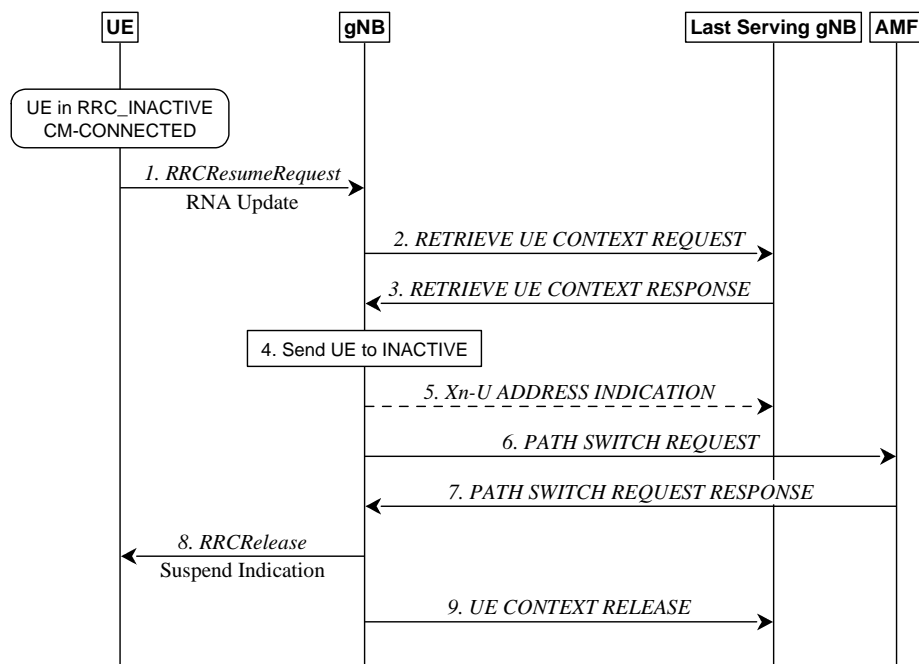 UE
gNB
Last Serving gNB
AMF
UE in RRC_INACTIVE
CM-CONNECTED
1. RRCResumeRequest
RNA Update
2. RETRIEVE UE CONTEXT REQUEST
3. RETRIEVE UE CONTEXT RESPONSE
4. Send UE to INACTIVE
5. Xn-U ADDRESS INDICATION
6. PATH SWITCH REQUEST
7. PATH SWITCH REQUEST RESPONSE
8. RRCRelease
Suspend Indication
9. UE CONTEXT RELEASE